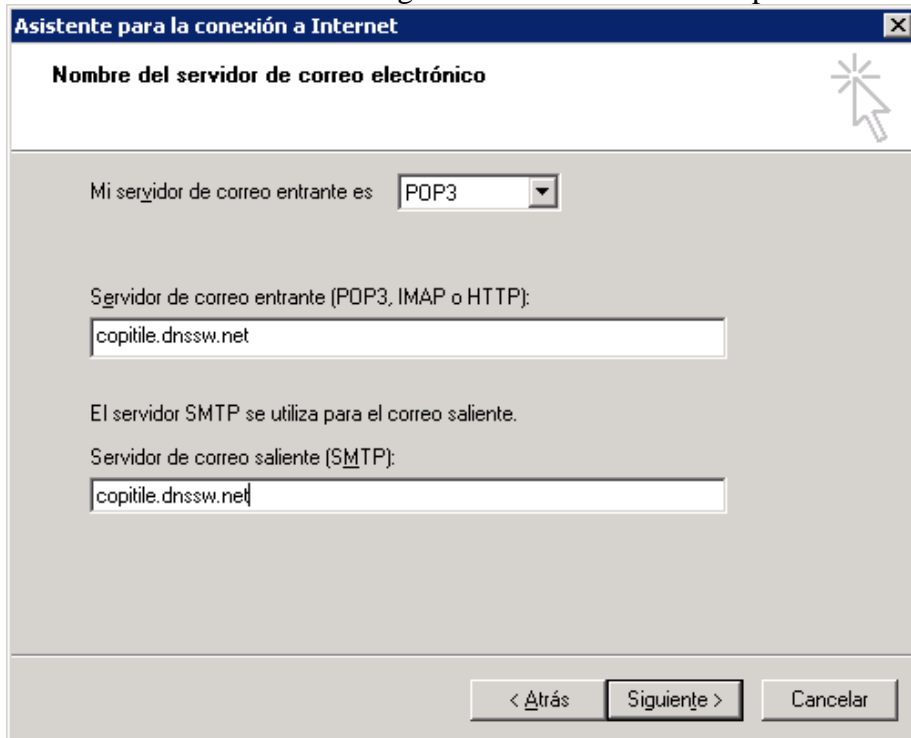 Asistente para la conexión a Internet
Nombre del servidor de correo electrónico
Mi servidor de correo entrante es POP3
Servidor de correo entrante (POP3, IMAP o HTTP):
copitile.dnssw.net
El servidor SMTP se utiliza para el correo saliente.
Servidor de correo saliente (SMTP):
copitile.dnssw.net
< Atrás Siguiente > Cancelar